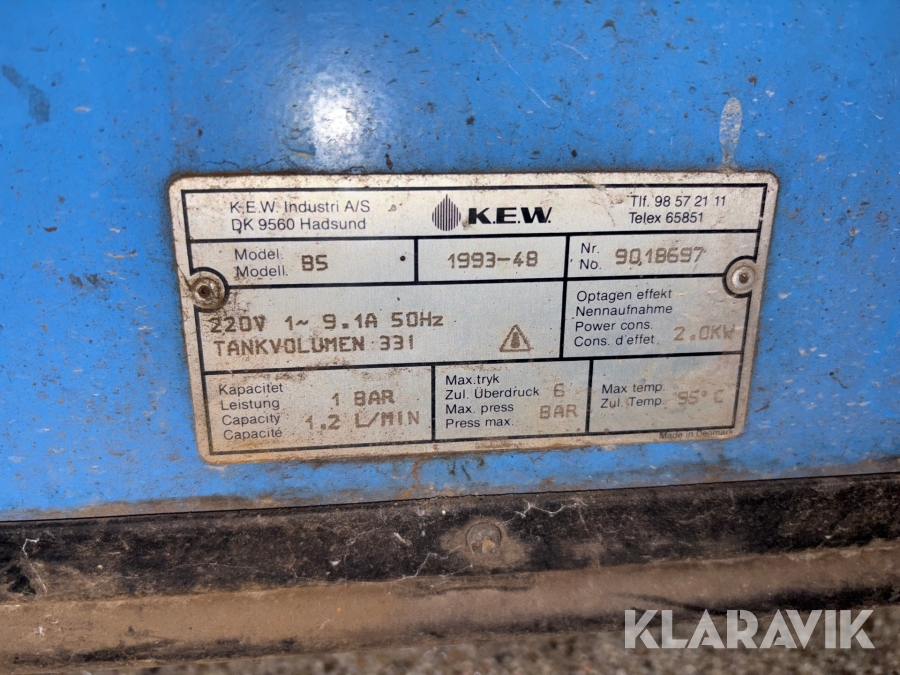 K.E.W. Industri A/S
DK 9560 Hadsund
K.E.W.
Tlf. 98 57 21 11
Telex 65851
Model.
Modell.
BS
1993-48
Nr.
No.
9018697
220V 1~ 9.1A 50Hz
TANKVOLUMEN 33l
Optagen effekt
Nennaufnahme
Power cons.
Cons. d'effet.
2.0KW
Kapacitet
Leistung
Capacity
Capacité
1 BAR
1.2 L/MIN
Max.tryk
Zul. Überdruck
Max. press
Press max.
6
BAR
Max temp.
Zul. Temp.
95°C
Made in Denmark
KLARAVIK